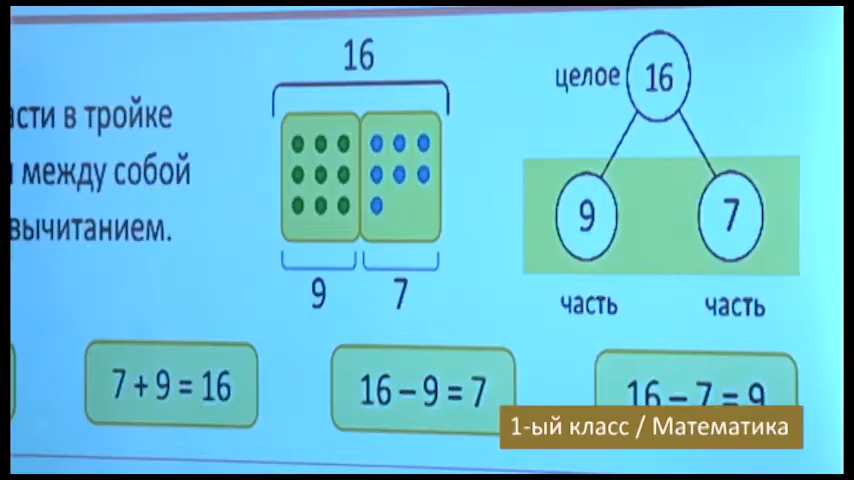 16
целое 16
в тройке
между собой
вычитанием.
9 7
9 7
часть часть
7 + 9 = 16
16 – 9 = 7
16 – 7 = 9
1-ый класс / Математика